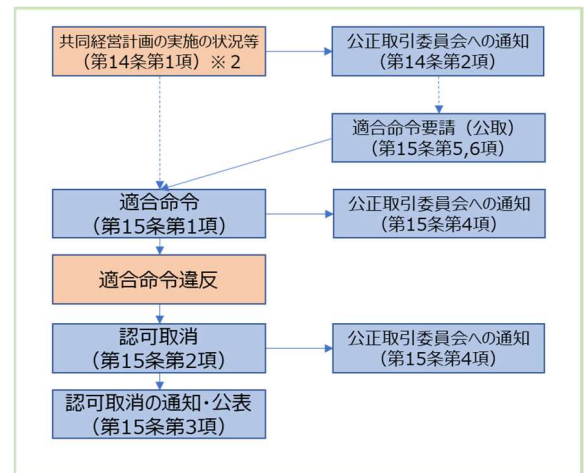 共同経営計画の実施の状況等
(第14条第1項)※2
公正取引委員会への通知
(第14条第2項)
適合命令要請(公取)
(第15条第5,6項)
適合命令
(第15条第1項)
公正取引委員会への通知
(第15条第4項)
適合命令違反
認可取消
(第15条第2項)
公正取引委員会への通知
(第15条第4項)
認可取消の通知・公表
(第15条第3項)